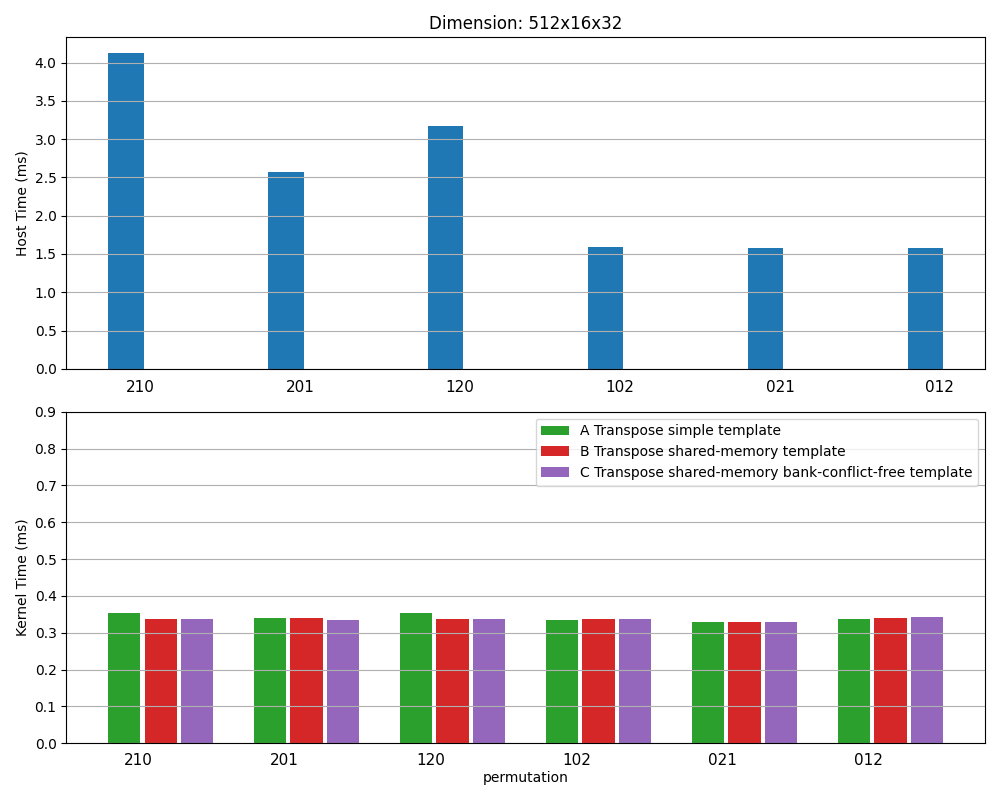 Dimension: 512x16x32
Host Time (ms)
4.0
3.5
3.0
2.5
2.0
1.5
1.0
0.5
0.0
210 201 120 102 021 012
Kernel Time (ms)
0.9
0.8
0.7
0.6
0.5
0.4
0.3
0.2
0.1
0.0
A Transpose simple template
B Transpose shared-memory template
C Transpose shared-memory bank-conflict-free template
210 201 120 102 021 012
permutation